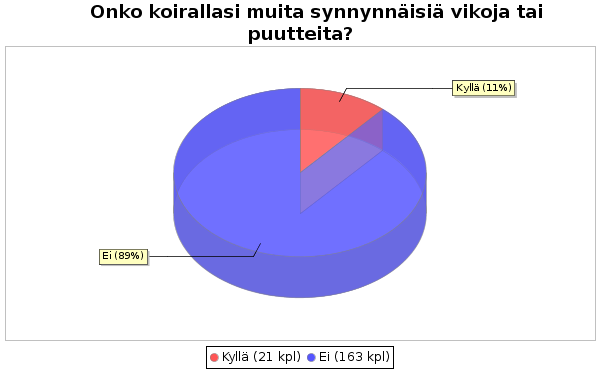 Onko koirallasi muita synnynnäisiä vikoja tai
puutteita?
Kyllä (11%)
Ei (89%)
Kyllä (21 kpl) Ei (163 kpl)